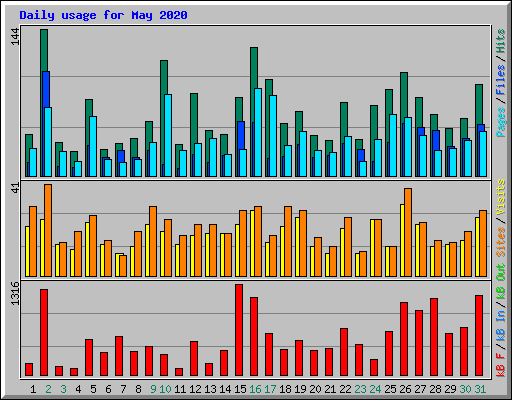 Daily usage for May 2020
144
Pages / Files / Hits
41
Sites / Visits
1316
kB F / kB In / kB Out
1 2 3 4 5 6 7 8 9 10 11 12 13 14 15 16 17 18 19 20 21 22 23 24 25 26 27 28 29 30 31